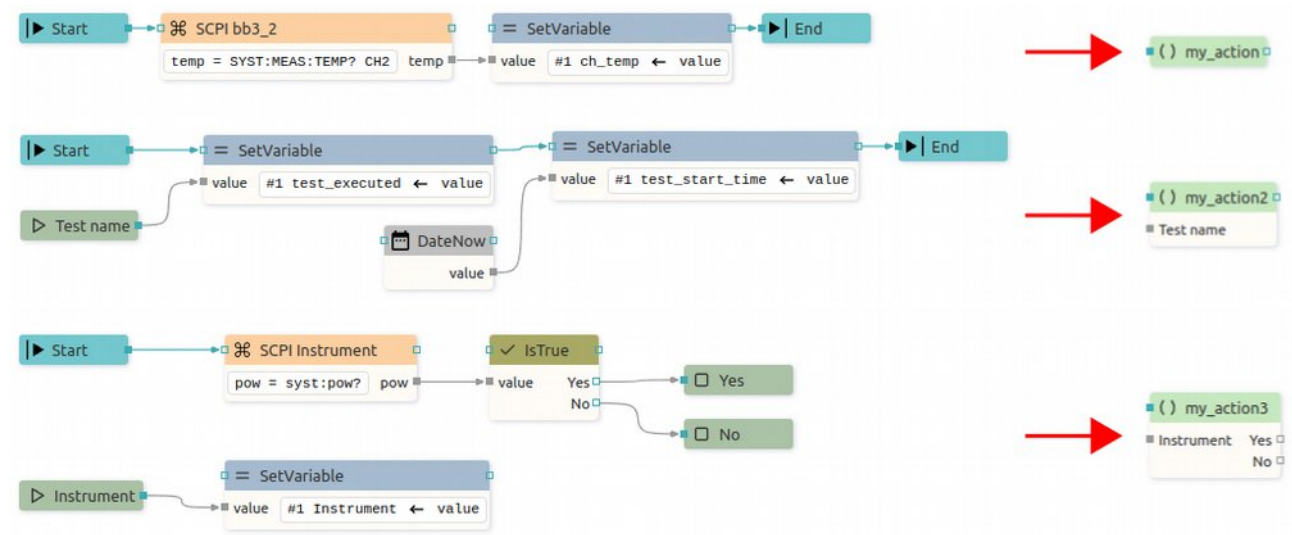 Start
SCPI bb3_2
SetVariable
End
temp = SYST:MEAS:TEMP? CH2 temp
value #1 ch_temp ← value
() my_action
Start
SetVariable
SetVariable
End
value #1 test_executed ← value
value #1 test_start_time ← value
Test name
DateNow
value
() my_action2
Test name
Start
SCPI Instrument
IsTrue
pow = syst:pow? pow
value Yes
No
Yes
No
() my_action3
Instrument Yes
No
SetVariable
Instrument
value #1 Instrument ← value